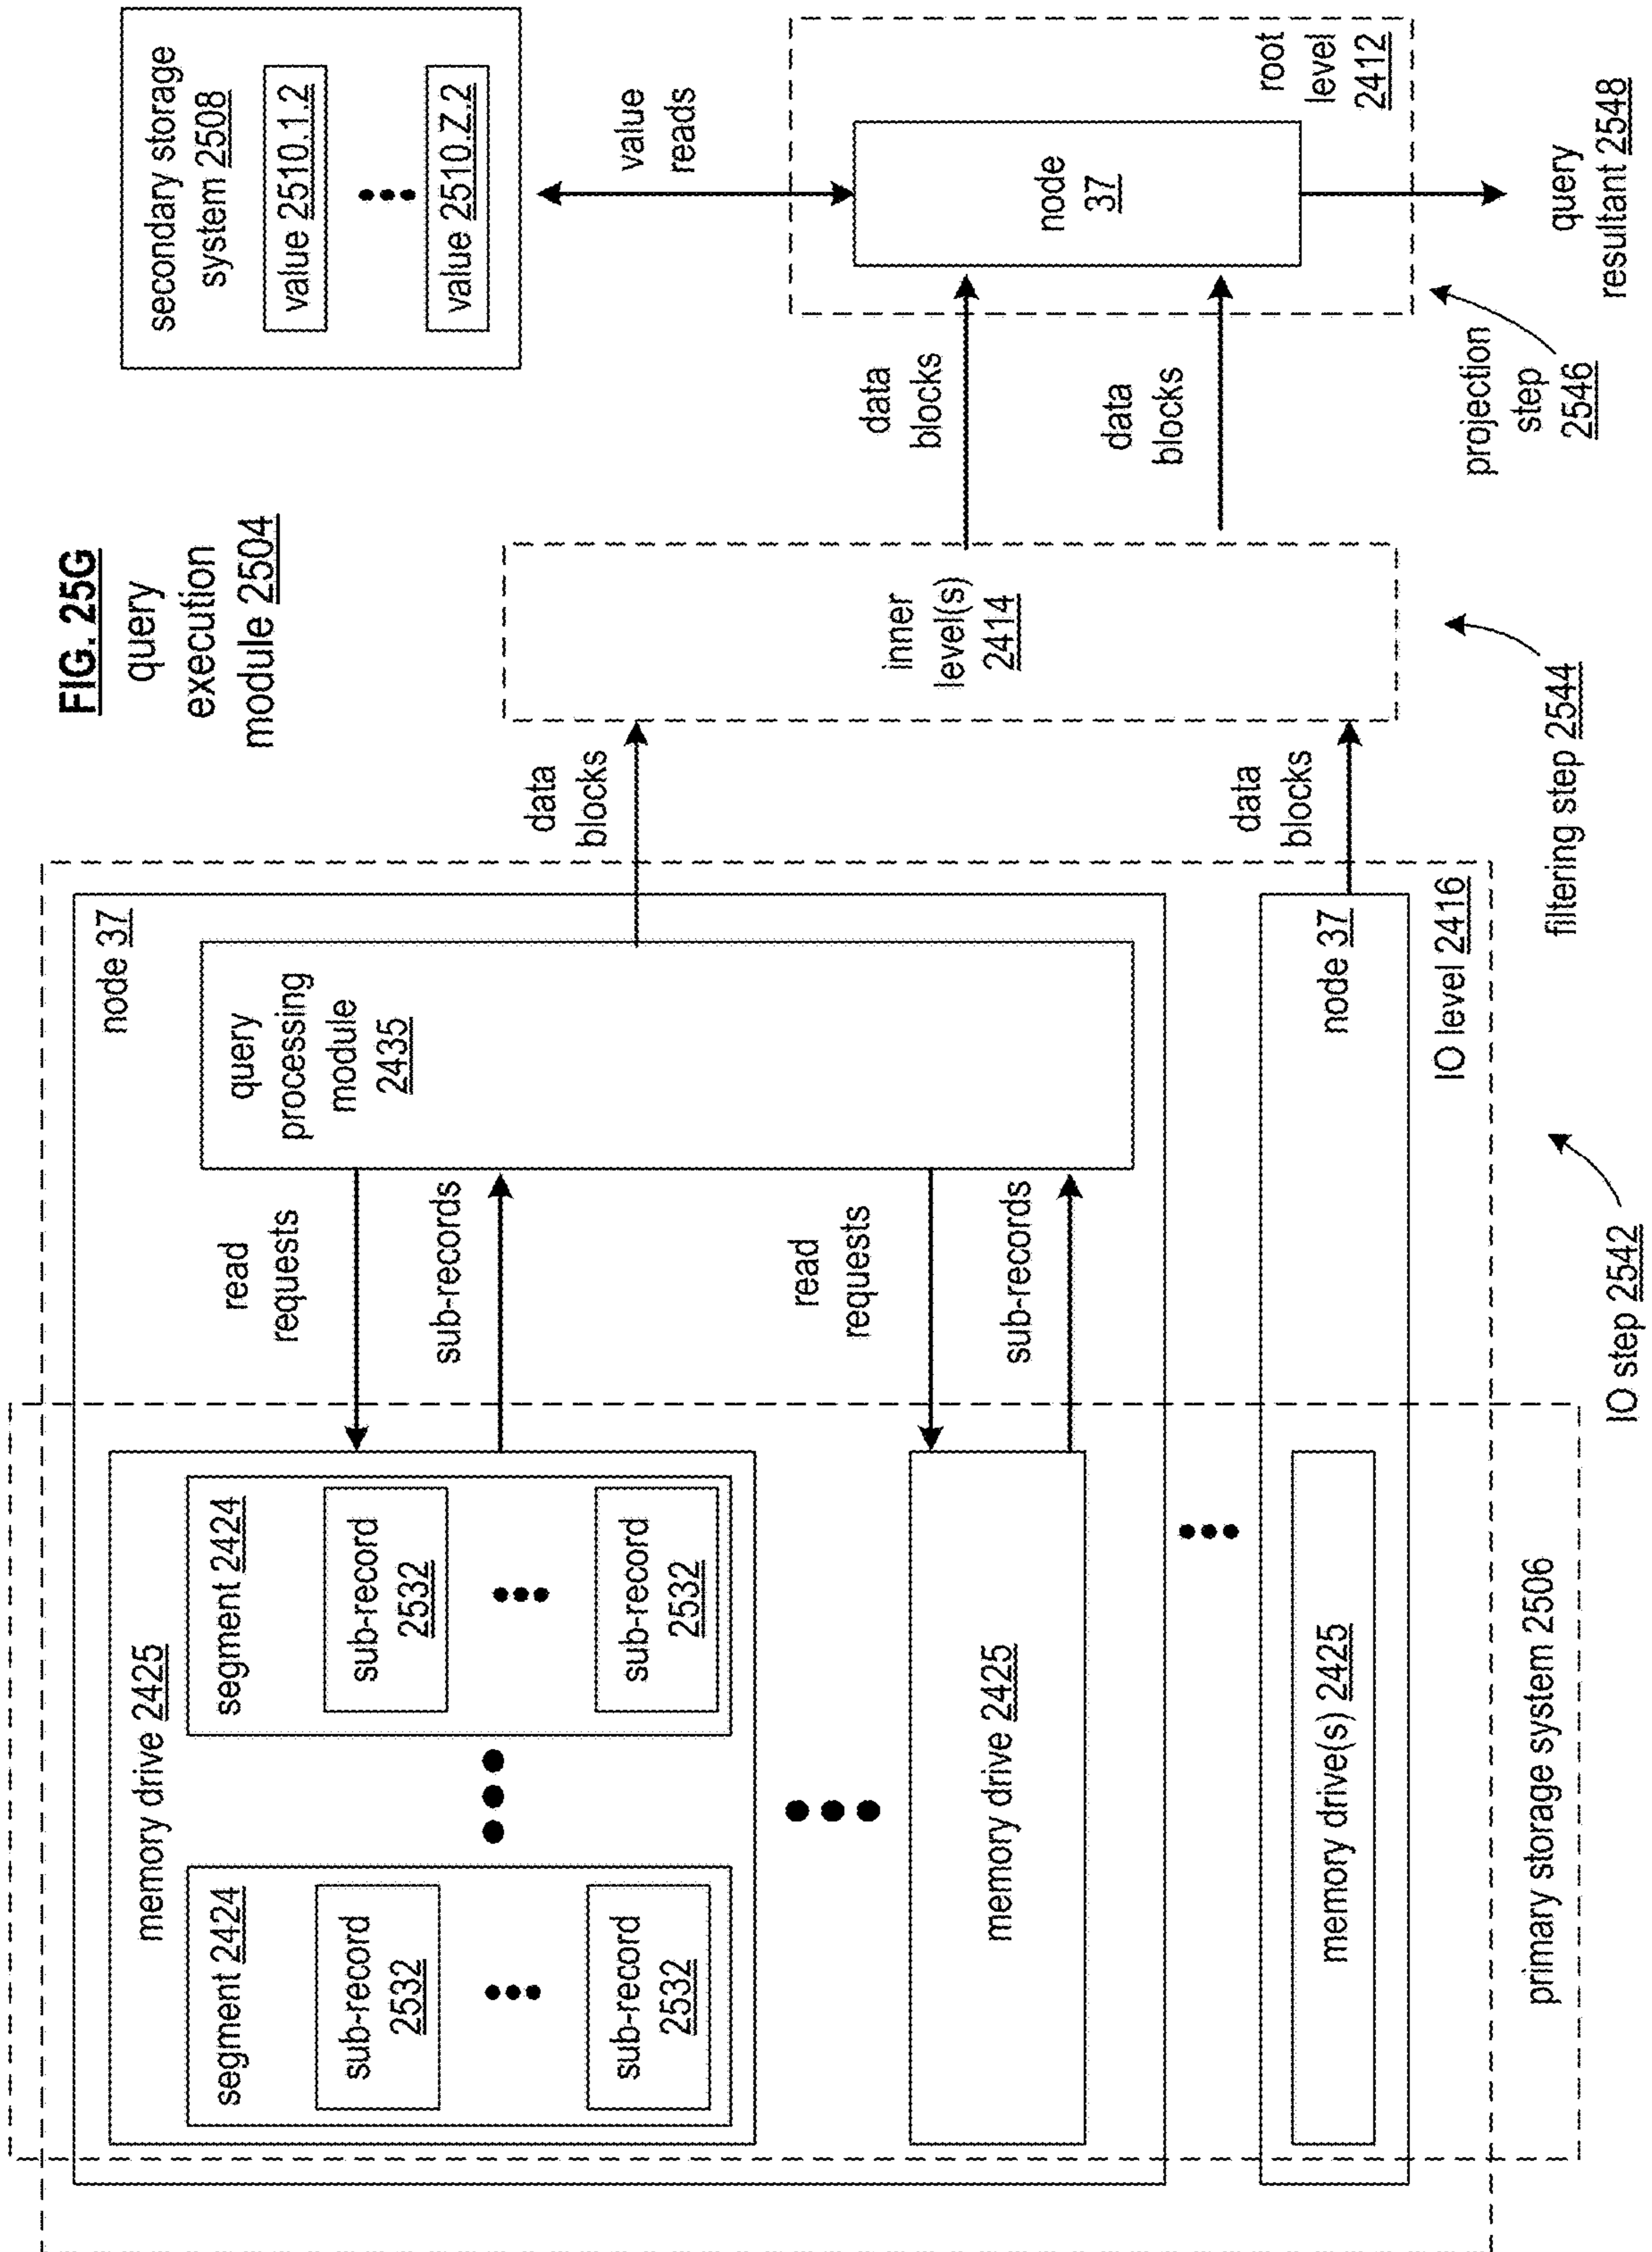 FIG. 25G
query
execution
module 2504
secondary storage
system 2508
value 2510.1.2
value 2510.Z.2
value
reads
root
level
2412
node
37
query
resultant 2548
data
blocks
data
blocks
projection
step
2546
inner
level(s)
2414
filtering step 2544
data
blocks
data
blocks
node 37
query
processing
module
2435
node 37
IO level 2416
read
requests
sub-records
read
requests
sub-records
IO step 2542
memory drive 2425
segment 2424
sub-record
2532
sub-record
2532
segment 2424
sub-record
2532
sub-record
2532
memory drive 2425
memory drive(s) 2425
primary storage system 2506